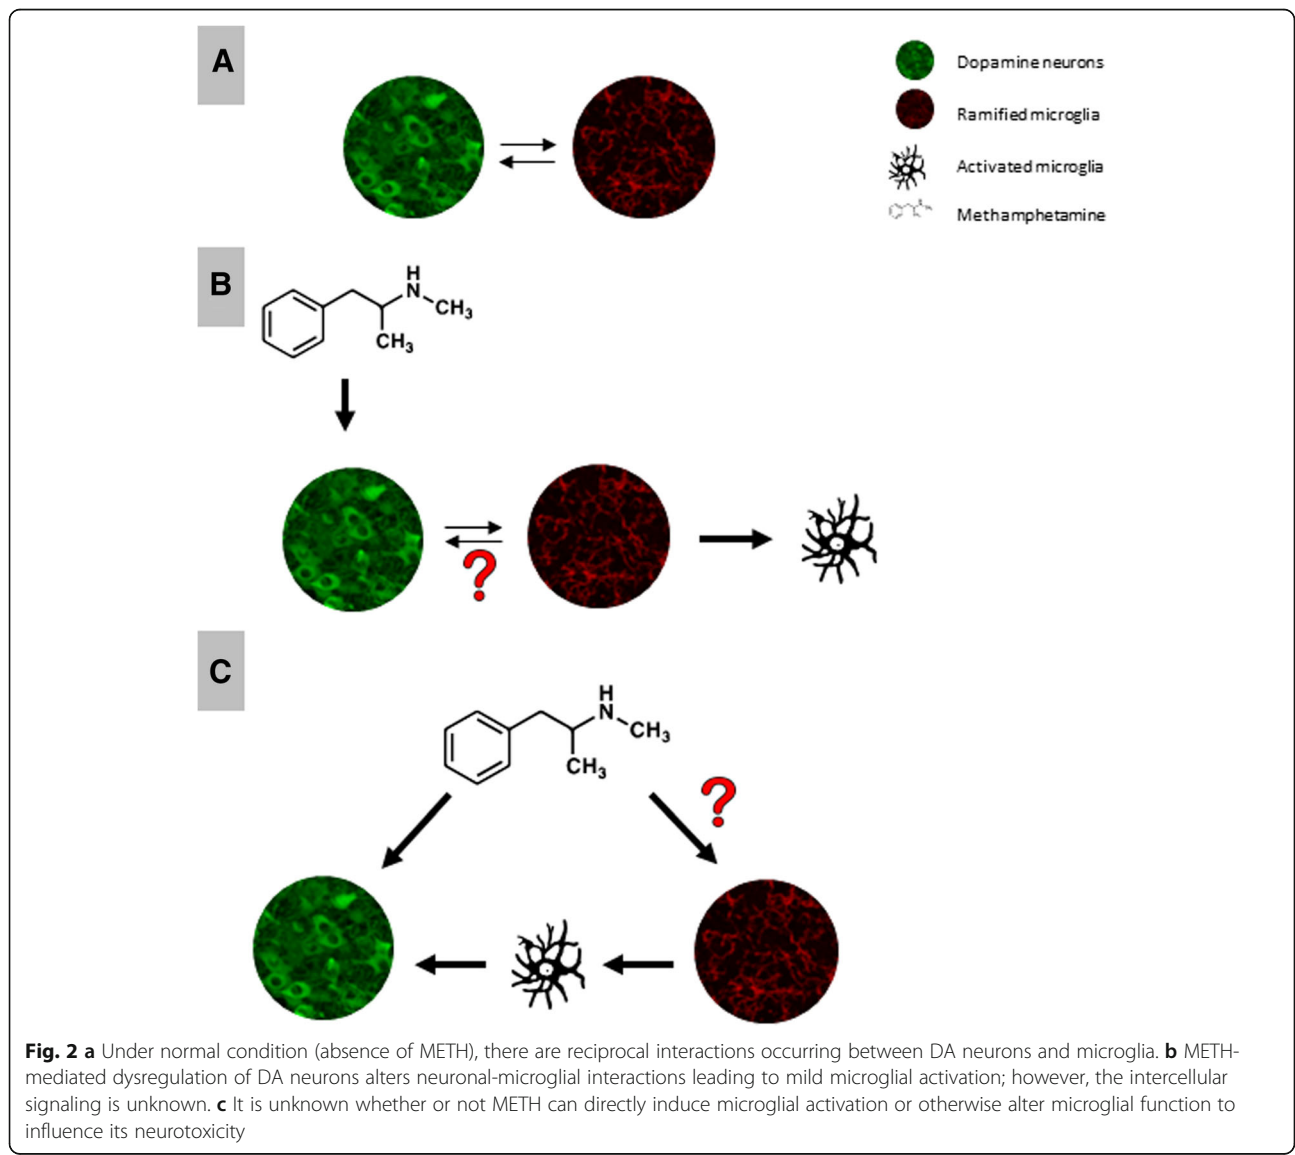 A
Dopamine neurons
Ramified microglia
Activated microglia
Methamphetamine
B
H
N
CH3
CH3
?
C
H
N
CH3
CH3
?
Fig. 2 a Under normal condition (absence of METH), there are reciprocal interactions occurring between DA neurons and microglia. b METH-
mediated dysregulation of DA neurons alters neuronal-microglial interactions leading to mild microglial activation; however, the intercellular
signaling is unknown. c It is unknown whether or not METH can directly induce microglial activation or otherwise alter microglial function to
influence its neurotoxicity